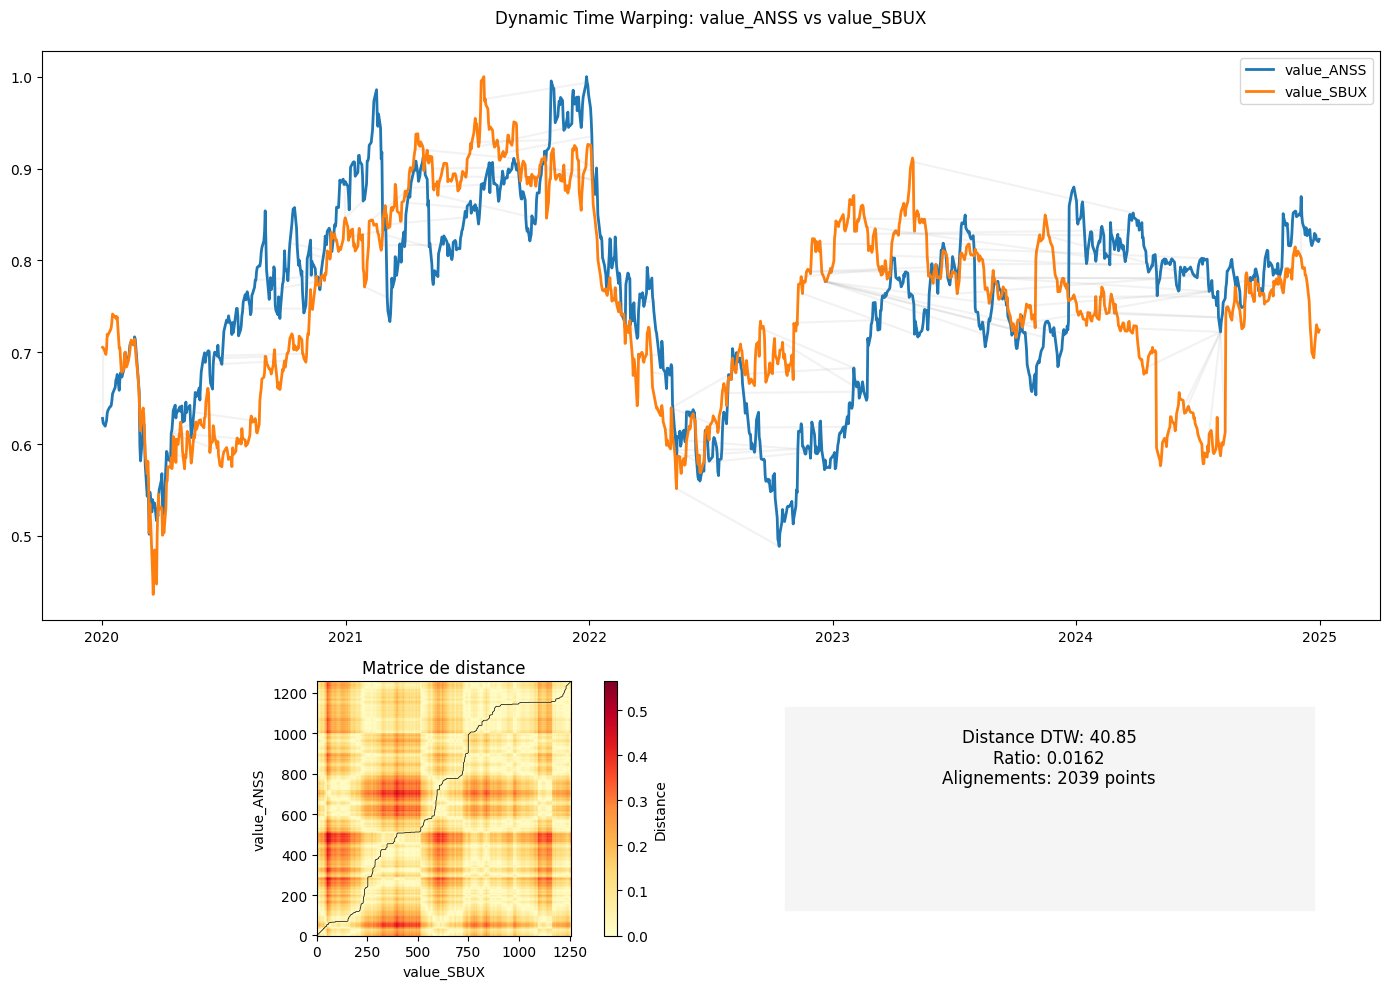 Dynamic Time Warping: value_ANSS vs value_SBUX
value_ANSS
value_SBUX
1.0
0.9
0.8
0.7
0.6
0.5
2020 2021 2022 2023 2024 2025
Matrice de distance
value_ANSS
1200
1000
800
600
400
200
0
0 250 500 750 1000 1250
value_SBUX
0.5
0.4
0.3
0.2
0.1
0.0
Distance
Distance DTW: 40.85
Ratio: 0.0162
Alignements: 2039 points